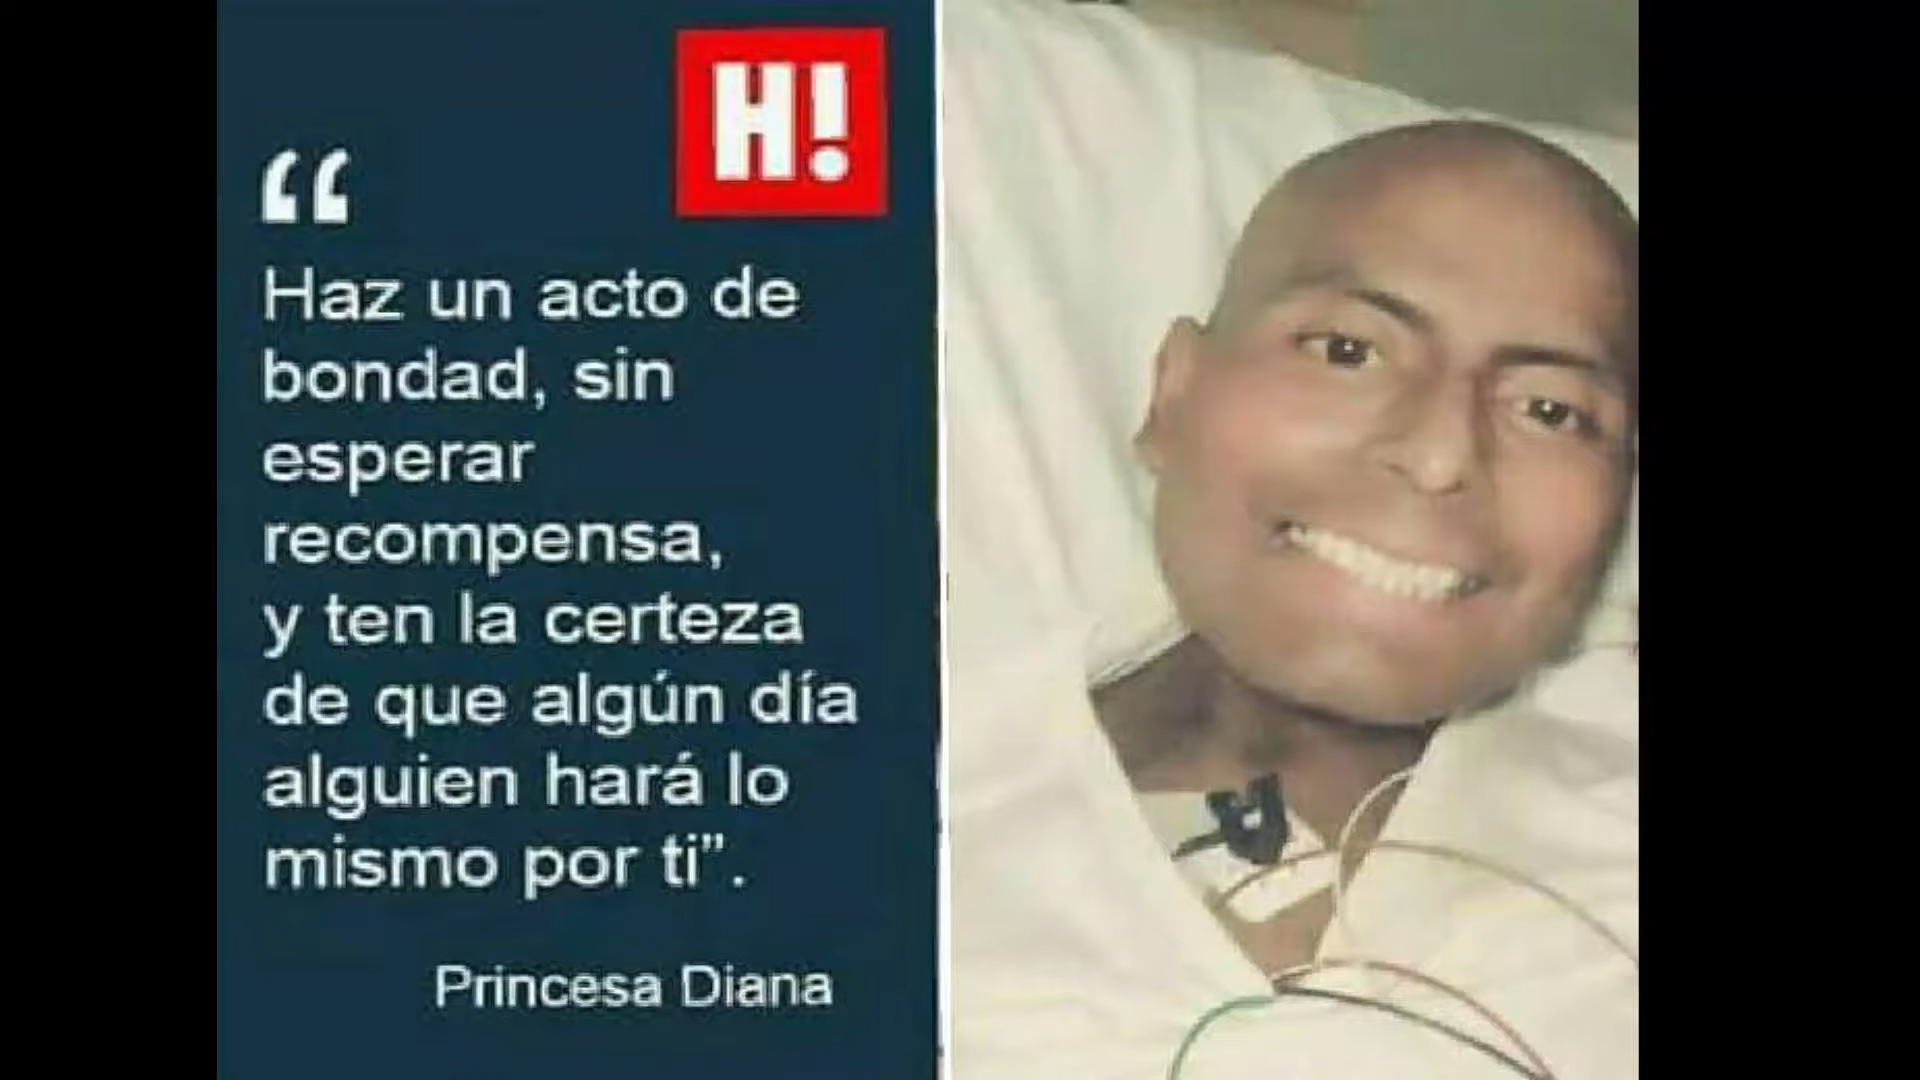 H!
“
Haz un acto de
bondad, sin
esperar
recompensa,
y ten la certeza
de que algún día
alguien hará lo
mismo por ti”.
Princesa Diana